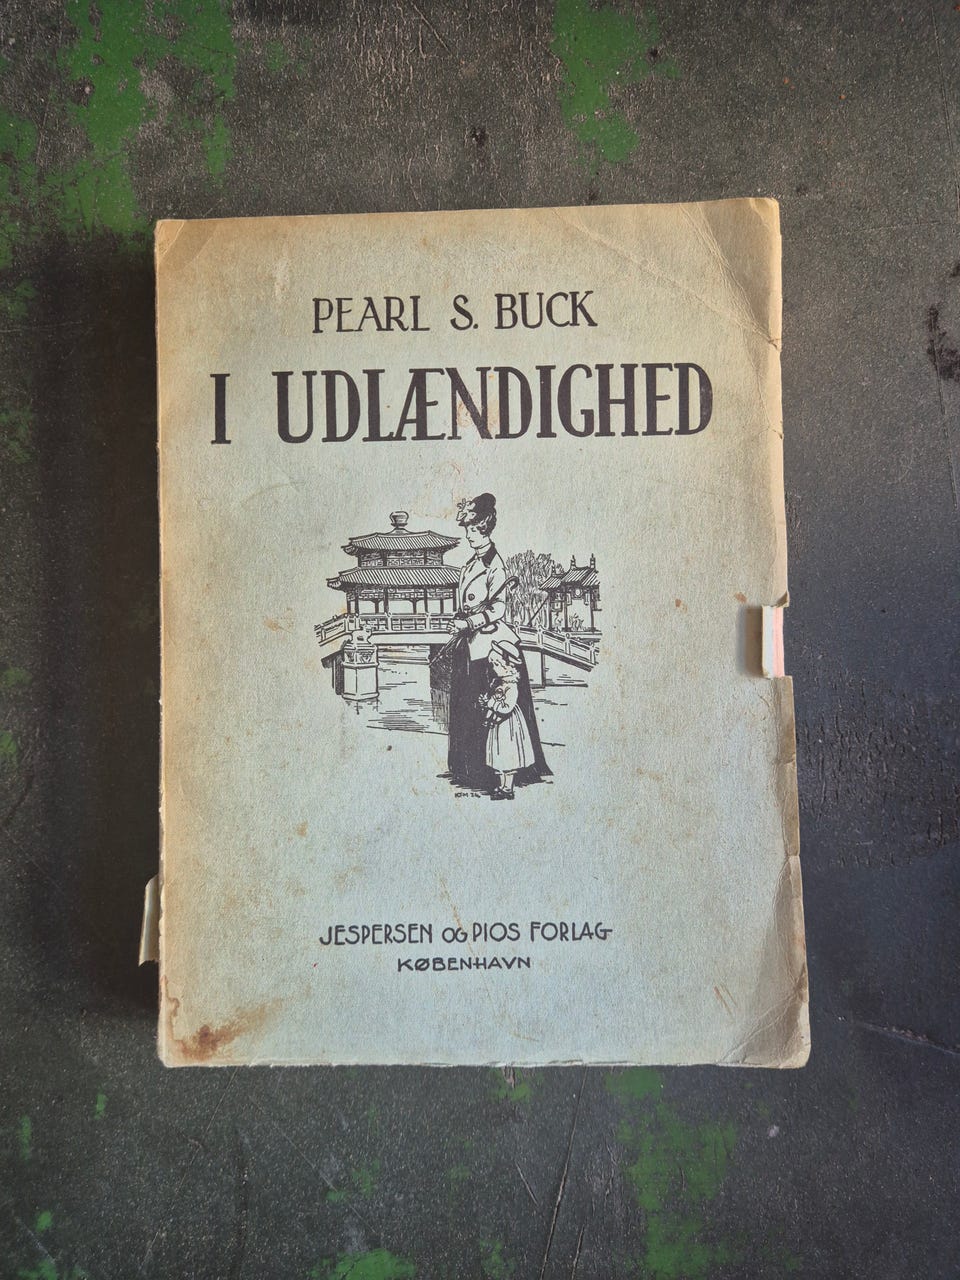 PEARL S. BUCK
I UDLÆNDIGHED
JESPERSEN OG PIOS FORLAG
KØBENHAVN